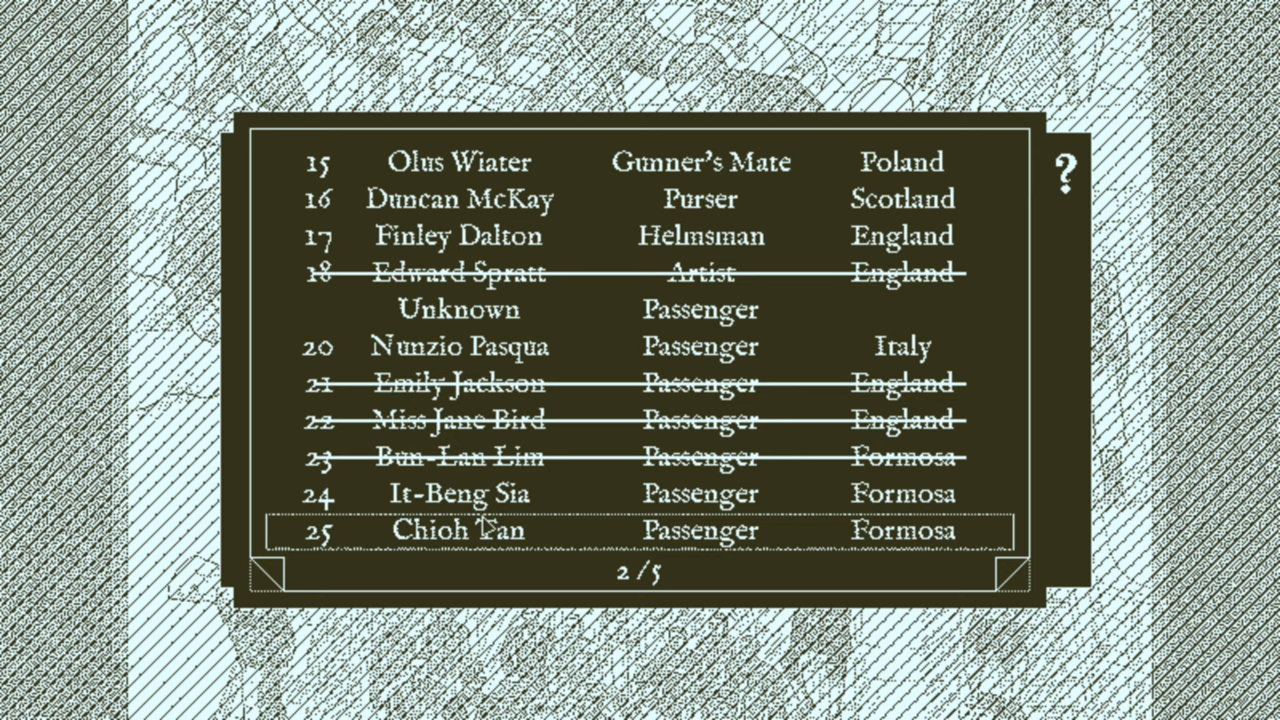 15 Olus Wiater Gunner's Mate Poland
?
16 Duncan McKay Purser Scotland
17 Finley Dalton Helmsman England
18 Edward Spratt Artist England
Unknown Passenger
20 Nunzio Pasqua Passenger Italy
21 Emily Jackson Passenger England
22 Miss Jane Bird Passenger England
23 Bun-Lan Lim Passenger Formosa
24 It-Beng Sia Passenger Formosa
25 Chioh Tan Passenger Formosa
2/5